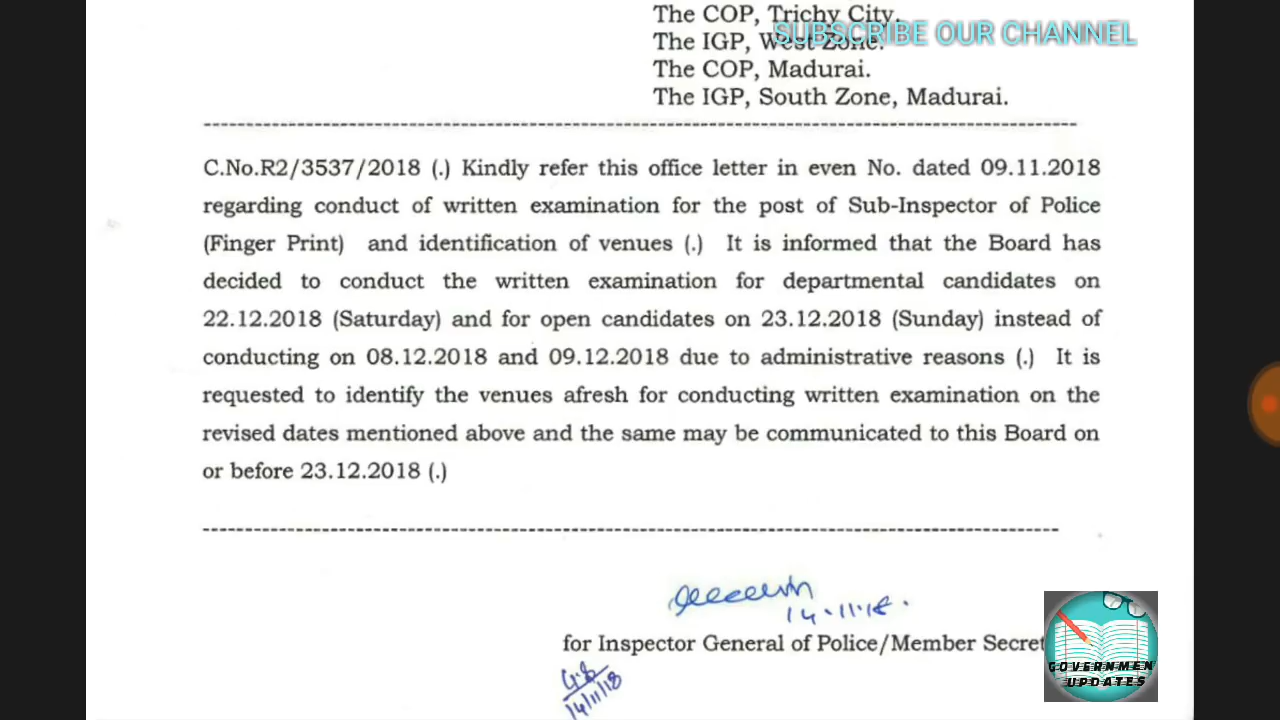 The COP, Trichy City.
SUBSCRIBE OUR CHANNEL
The IGP, West Zone.
The COP, Madurai.
The IGP, South Zone, Madurai.
C.No.R2/3537/2018 (.) Kindly refer this office letter in even No. dated 09.11.2018
regarding conduct of written examination for the post of Sub-Inspector of Police
(Finger Print) and identification of venues (.) It is informed that the Board has
decided to conduct the written examination for departmental candidates on
22.12.2018 (Saturday) and for open candidates on 23.12.2018 (Sunday) instead of
conducting on 08.12.2018 and 09.12.2018 due to administrative reasons (.) It is
requested to identify the venues afresh for conducting written examination on the
revised dates mentioned above and the same may be communicated to this Board on
or before 23.12.2018 (.)
14.11.18.
for Inspector General of Police/Member Secret
14/11/18
GOVERNMEN
UPDATES